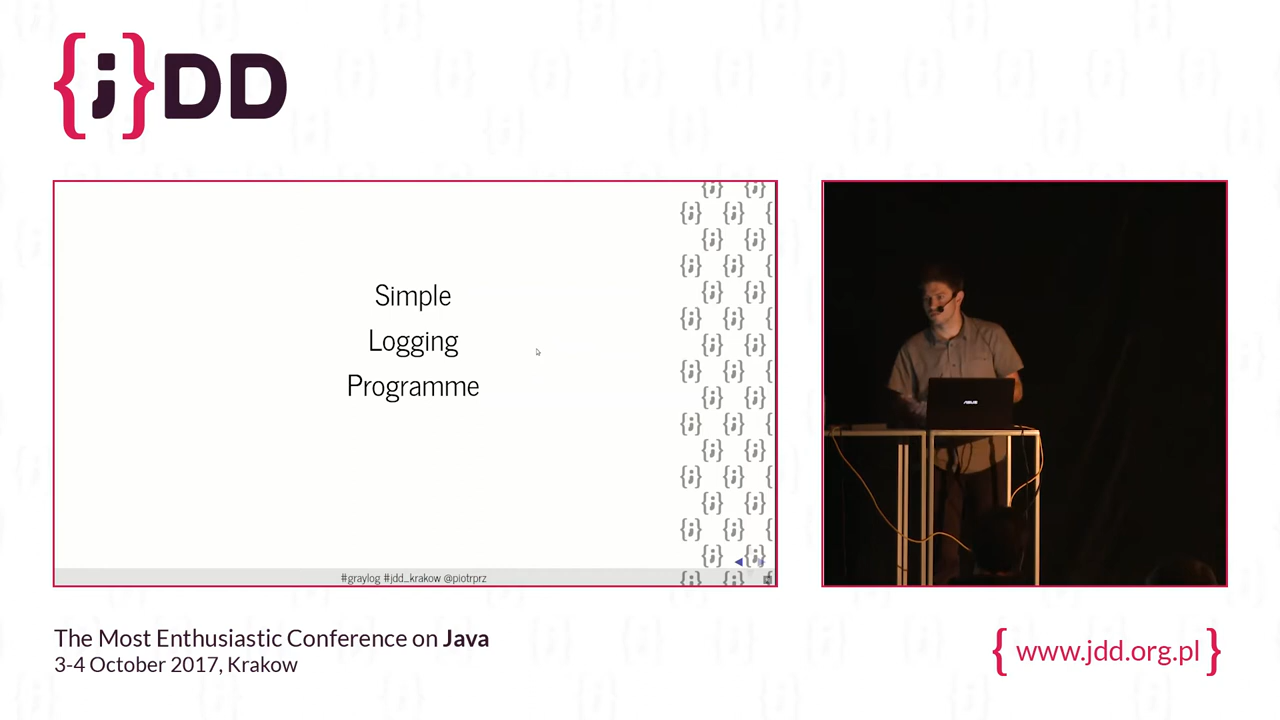 {;}DD
Simple
Logging
Programme
#graylog #jdd_krakow @piotrprz
ASUS
The Most Enthusiastic Conference on Java
3-4 October 2017, Krakow
{ www.jdd.org.pl }